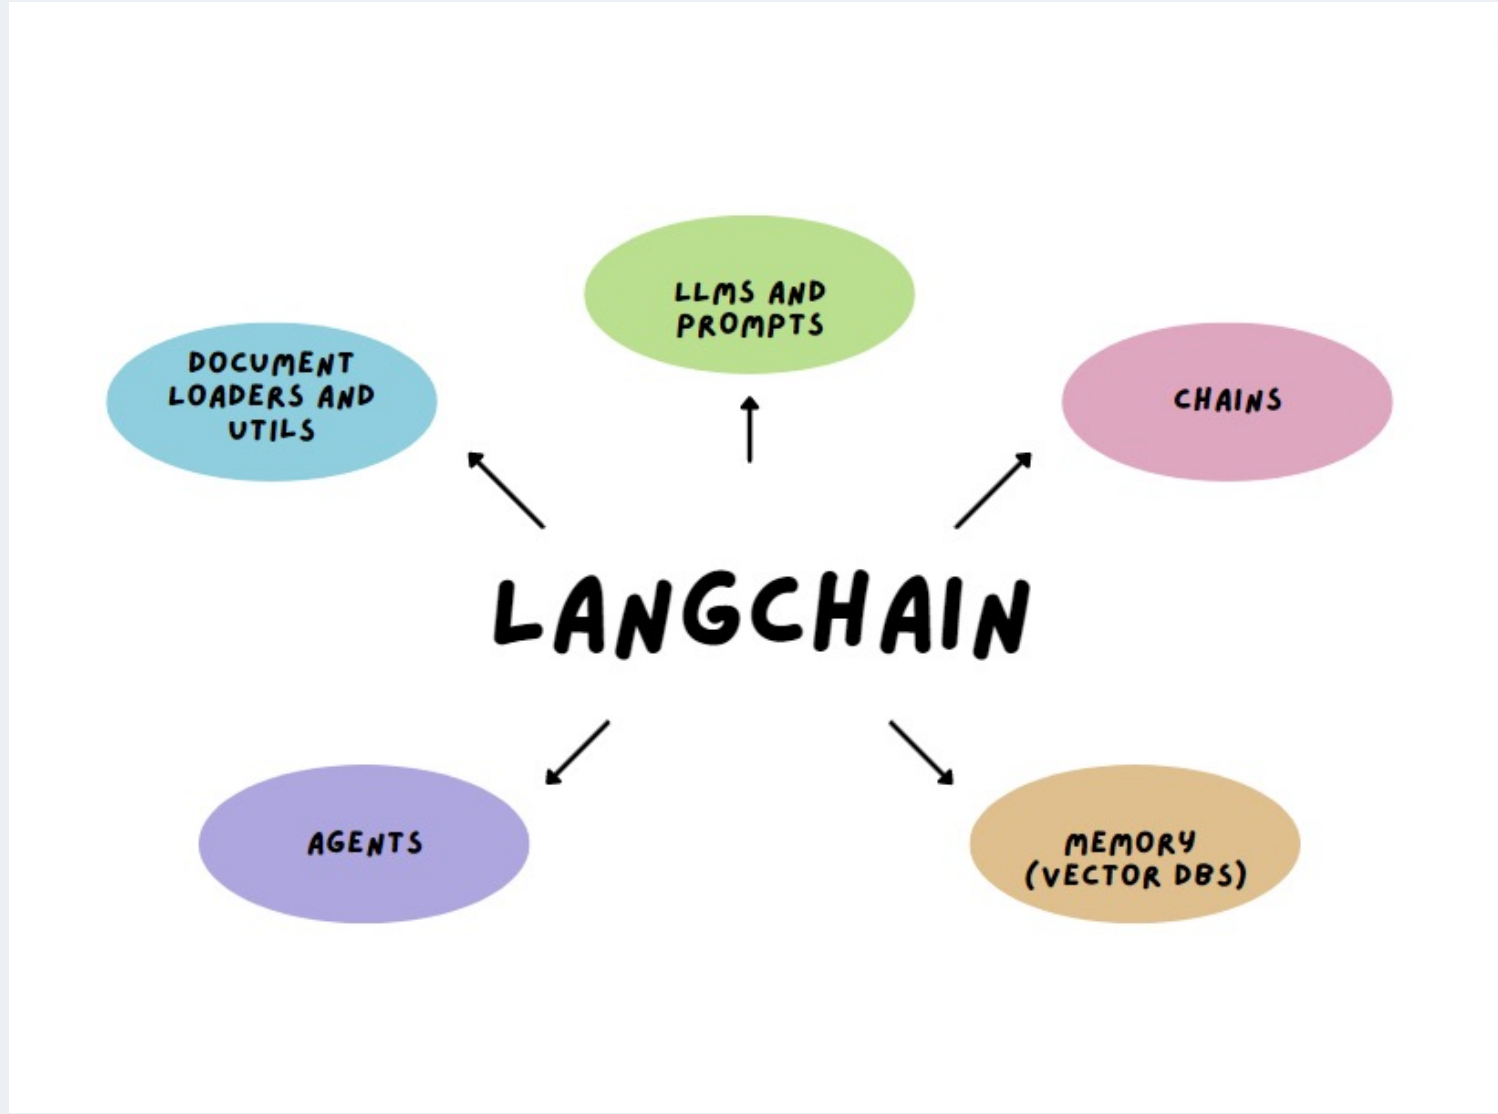 LLMS AND
PROMPTS
DOCUMENT
LOADERS AND
UTILS
CHAINS
LANGCHAIN
AGENTS
MEMORY
(VECTOR DBS)